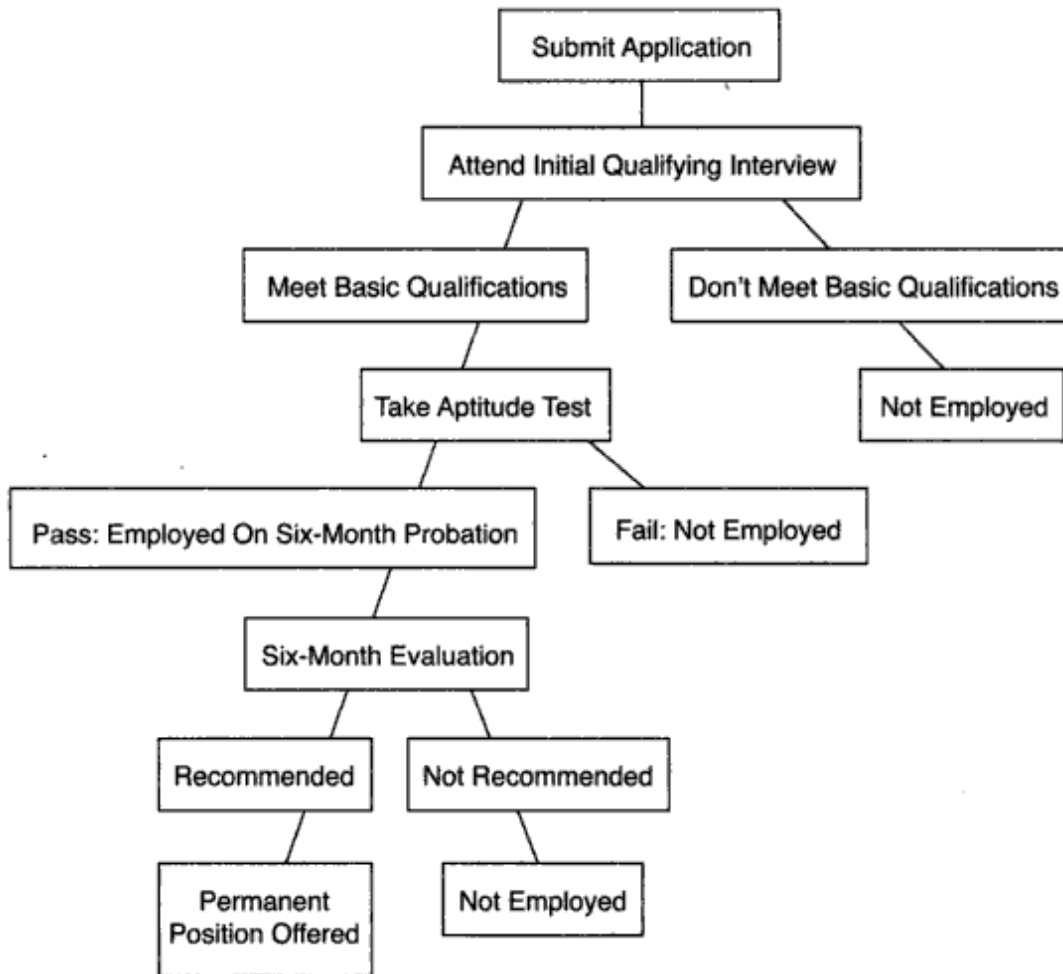 Submit Application
Attend Initial Qualifying Interview
Meet Basic Qualifications
Don't Meet Basic Qualifications
Take Aptitude Test
Not Employed
Pass: Employed On Six-Month Probation
Fail: Not Employed
Six-Month Evaluation
Recommended
Not Recommended
Permanent
Position Offered
Not Employed